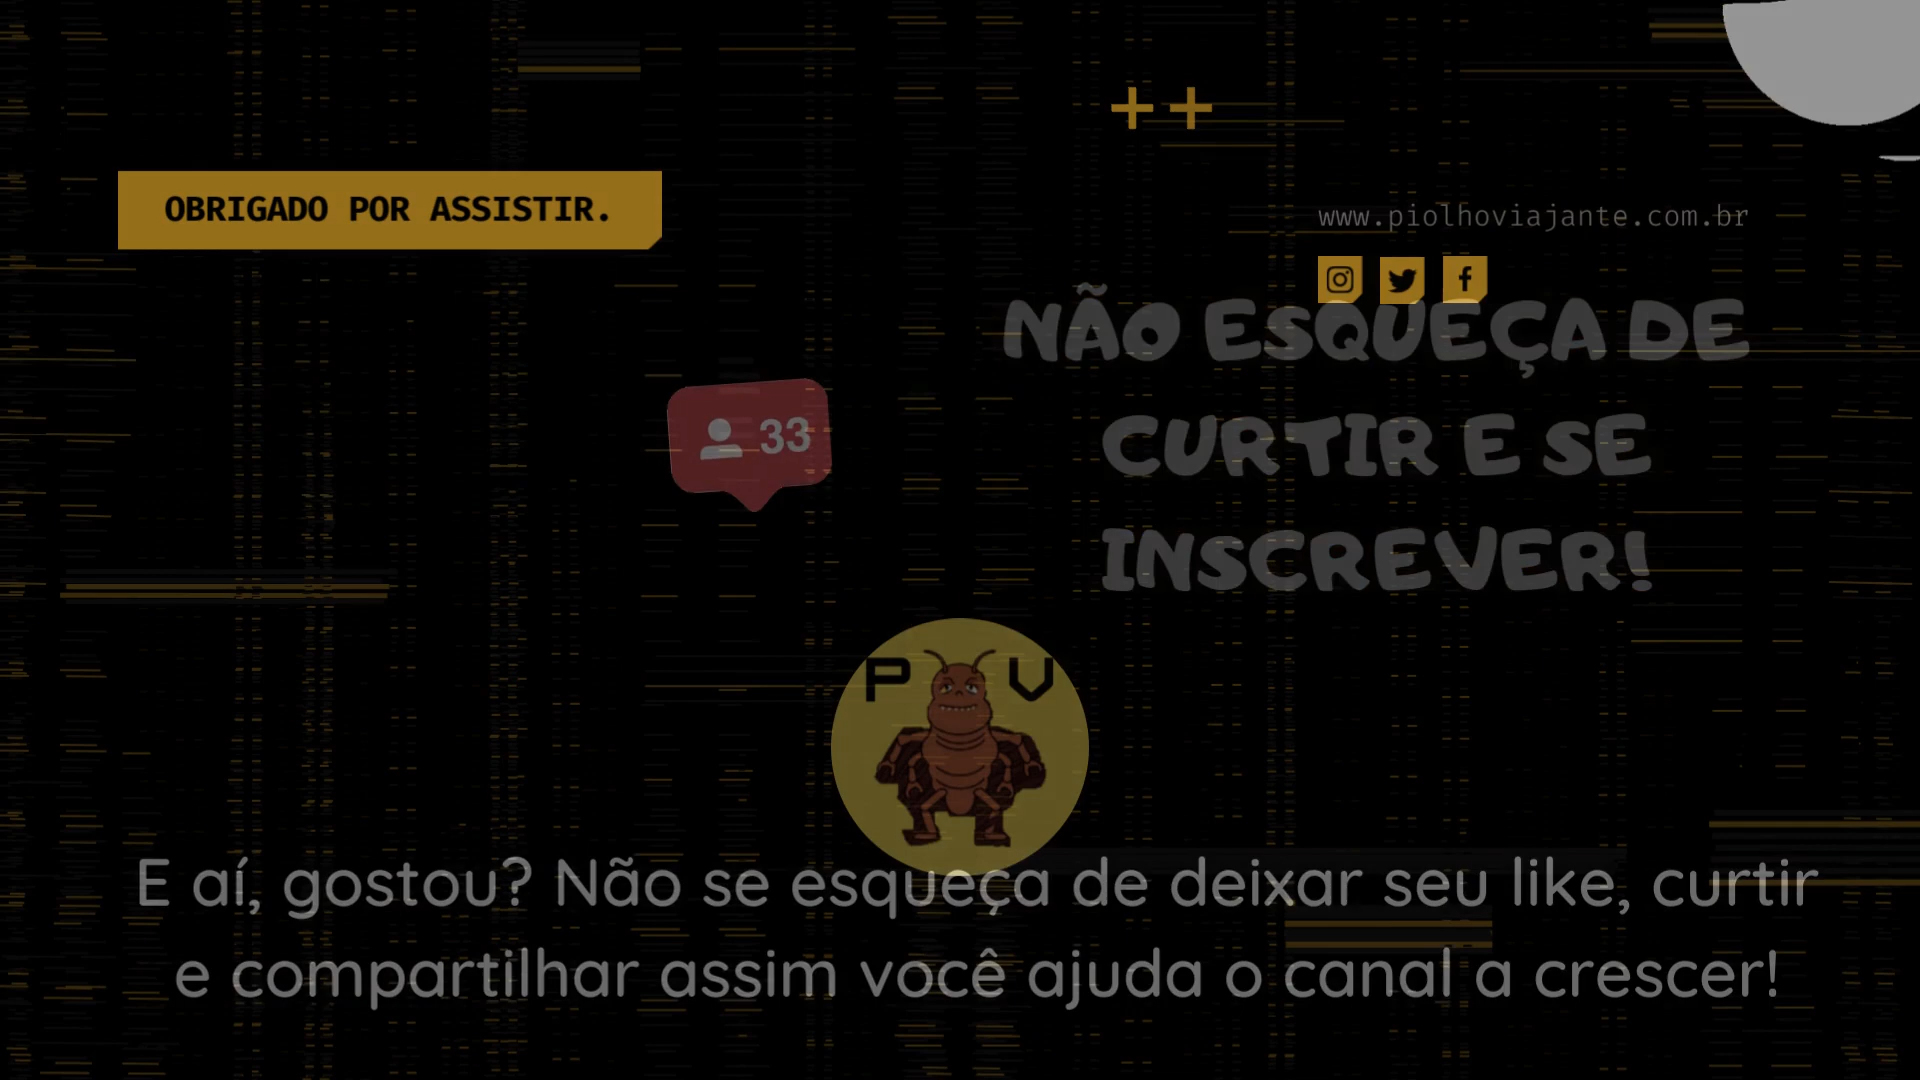 OBRIGADO POR ASSISTIR.
www.piolhoviajante.com.br
NÃO ESQUEÇA DE
CURTIR E SE
INSCREVER!
33
P V
E aí, gostou? Não se esqueça de deixar seu like, curtir
e compartilhar assim você ajuda o canal a crescer!